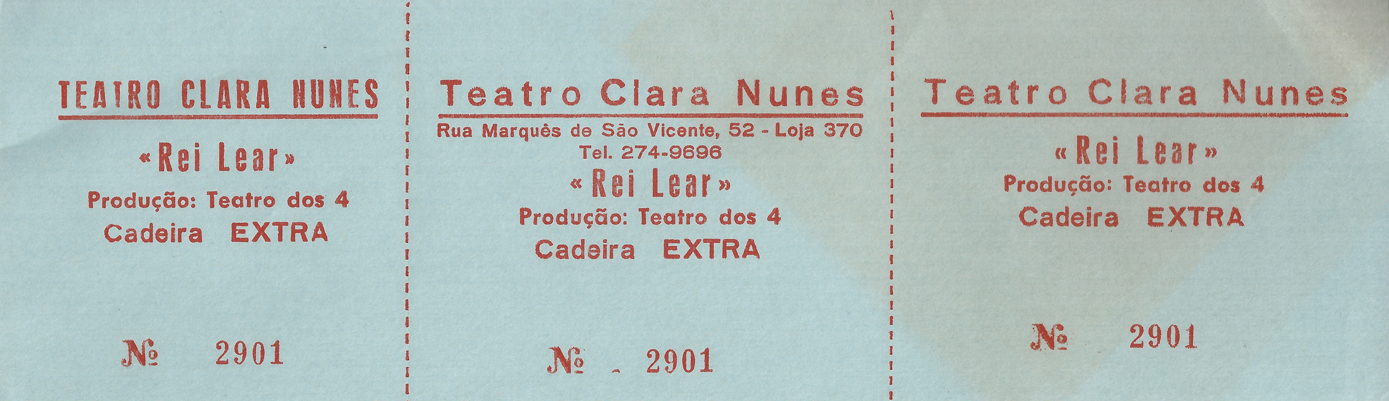 TEATRO CLARA NUNES
«Rei Lear»
Produção: Teatro dos 4
Cadeira EXTRA
Nº 2901
Teatro Clara Nunes
Rua Marquês de São Vicente, 52 - Loja 370
Tel. 274-9696
«Rei Lear»
Produção: Teatro dos 4
Cadeira EXTRA
Nº 2901
Teatro Clara Nunes
«Rei Lear»
Produção: Teatro dos 4
Cadeira EXTRA
Nº 2901